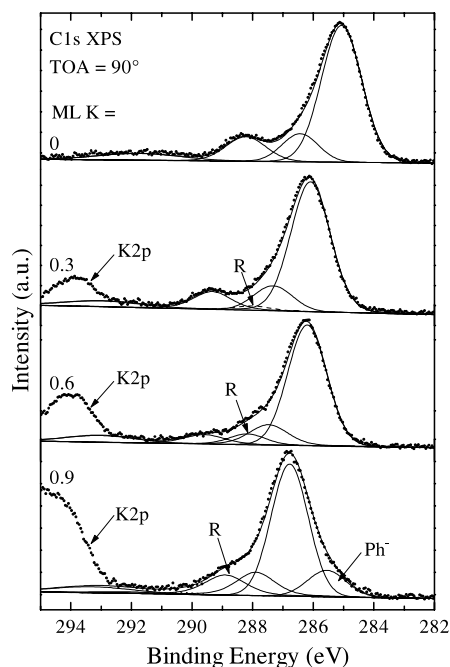 C1s XPS
TOA = 90°
ML K =
0
0.3
K2p
R
0.6
K2p
R
0.9
K2p
R
Ph⁻
Intensity (a.u.)
294 292 290 288 286 284 282
Binding Energy (eV)